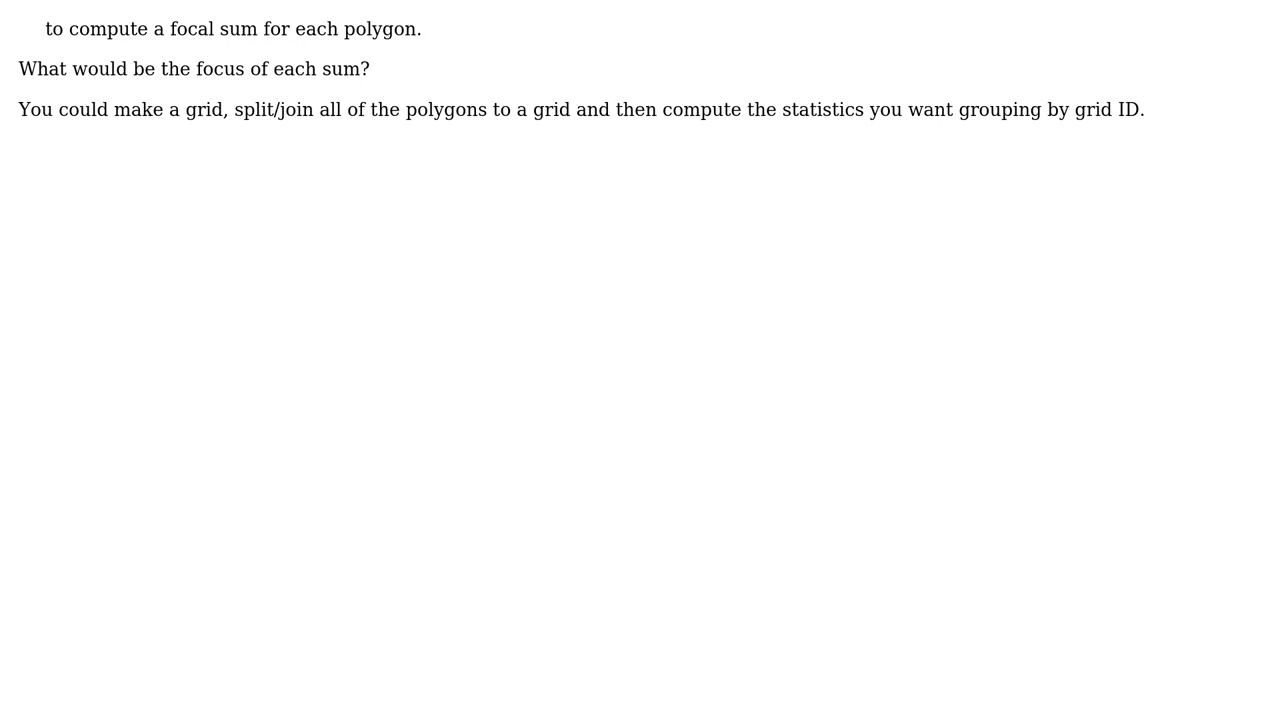 to compute a focal sum for each polygon.
What would be the focus of each sum?
You could make a grid, split/join all of the polygons to a grid and then compute the statistics you want grouping by grid ID.